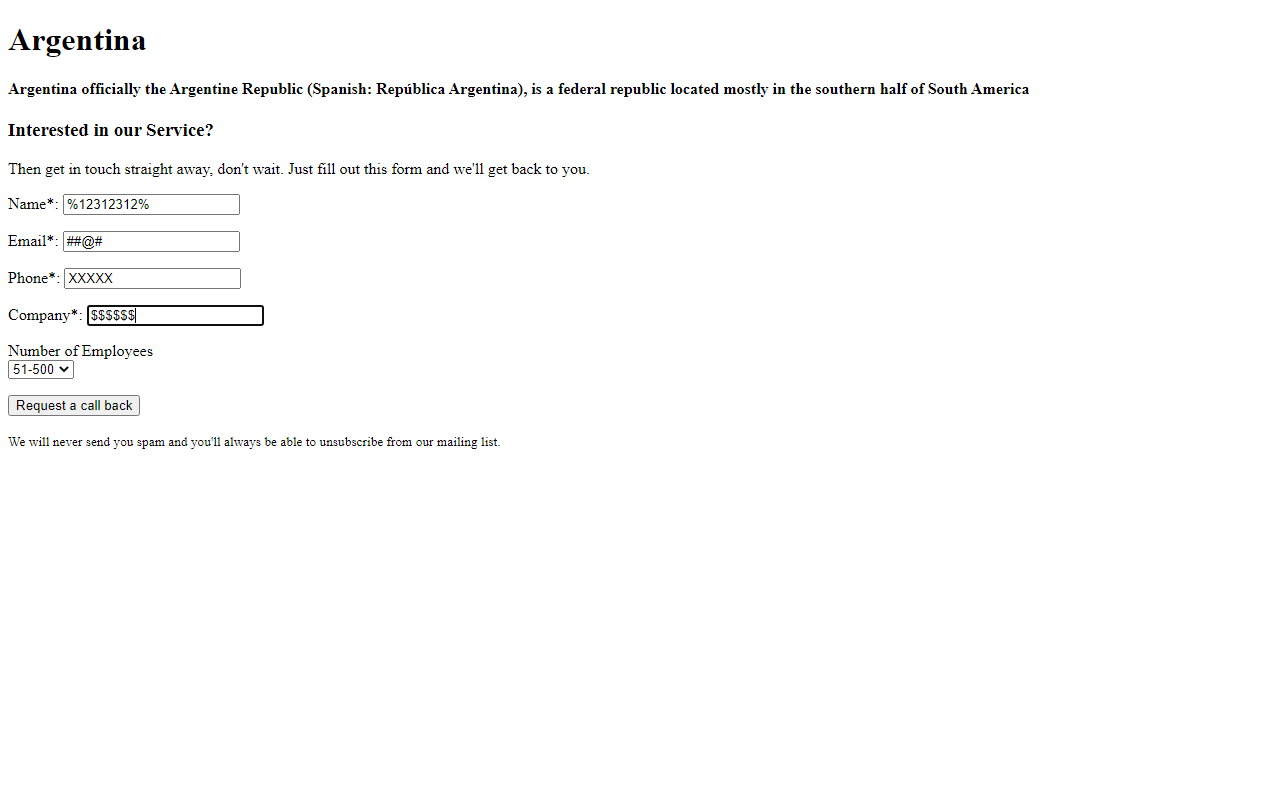 Argentina
Argentina officially the Argentine Republic (Spanish: República Argentina), is a federal republic located mostly in the southern half of South America
Interested in our Service?
Then get in touch straight away, don't wait. Just fill out this form and we'll get back to you.
Name*: %12312312%
Email*: ##@#
Phone*: XXXXX
Company*: $$$$$$
Number of Employees
51-500
Request a call back
We will never send you spam and you'll always be able to unsubscribe from our mailing list.